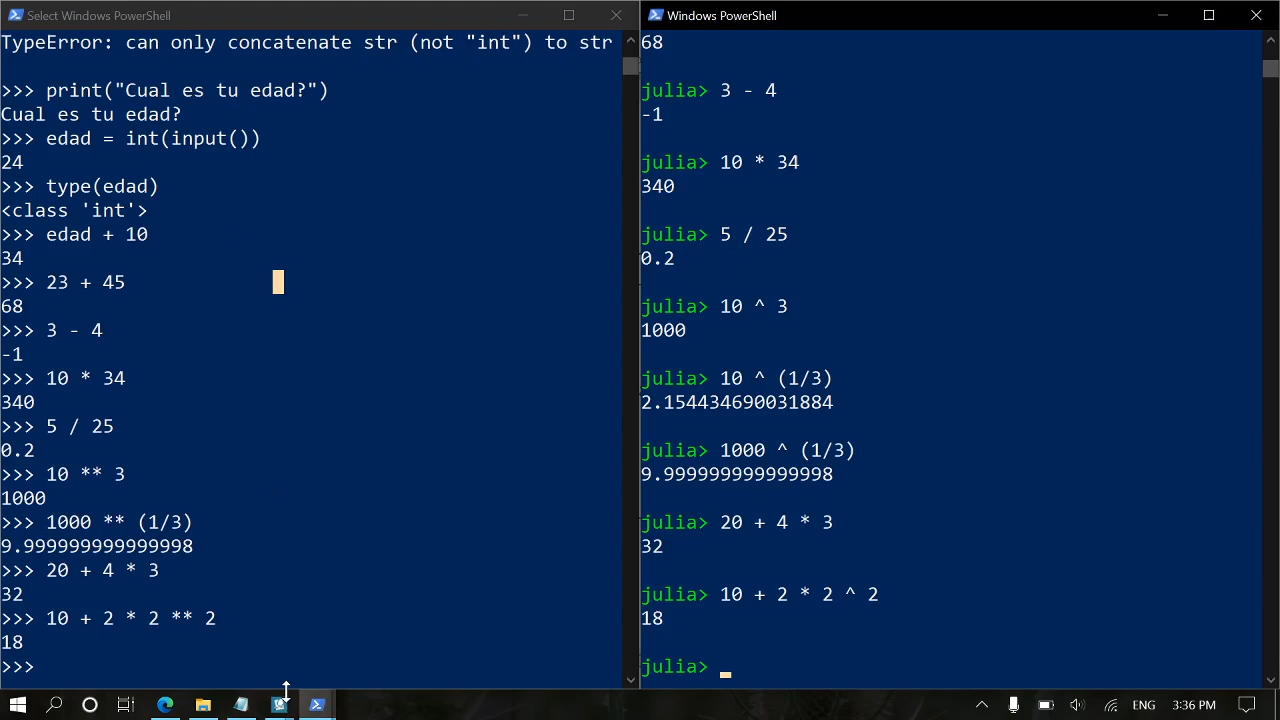 Select Windows PowerShell
TypeError: can only concatenate str (not "int") to str
>>> print("Cual es tu edad?")
Cual es tu edad?
>>> edad = int(input())
24
>>> type(edad)
<class 'int'>
>>> edad + 10
34
>>> 23 + 45
68
>>> 3 - 4
-1
>>> 10 * 34
340
>>> 5 / 25
0.2
>>> 10 ** 3
1000
>>> 1000 ** (1/3)
9.999999999999998
>>> 20 + 4 * 3
32
>>> 10 + 2 * 2 ** 2
18
>>>
Windows PowerShell
68
julia> 3 - 4
-1
julia> 10 * 34
340
julia> 5 / 25
0.2
julia> 10 ^ 3
1000
julia> 10 ^ (1/3)
2.154434690031884
julia> 1000 ^ (1/3)
9.999999999999998
julia> 20 + 4 * 3
32
julia> 10 + 2 * 2 ^ 2
18
julia>
ENG
3:36 PM